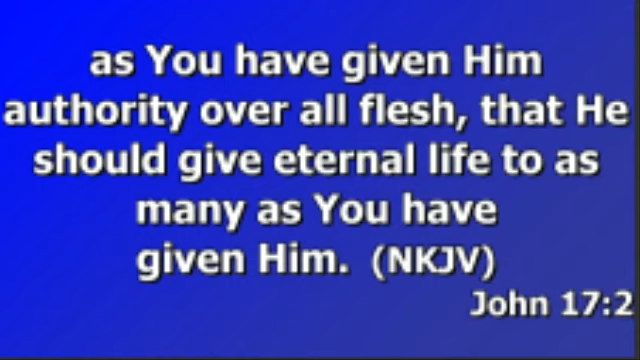 as You have given Him
authority over all flesh, that He
should give eternal life to as
many as You have
given Him. (NKJV)
John 17:2